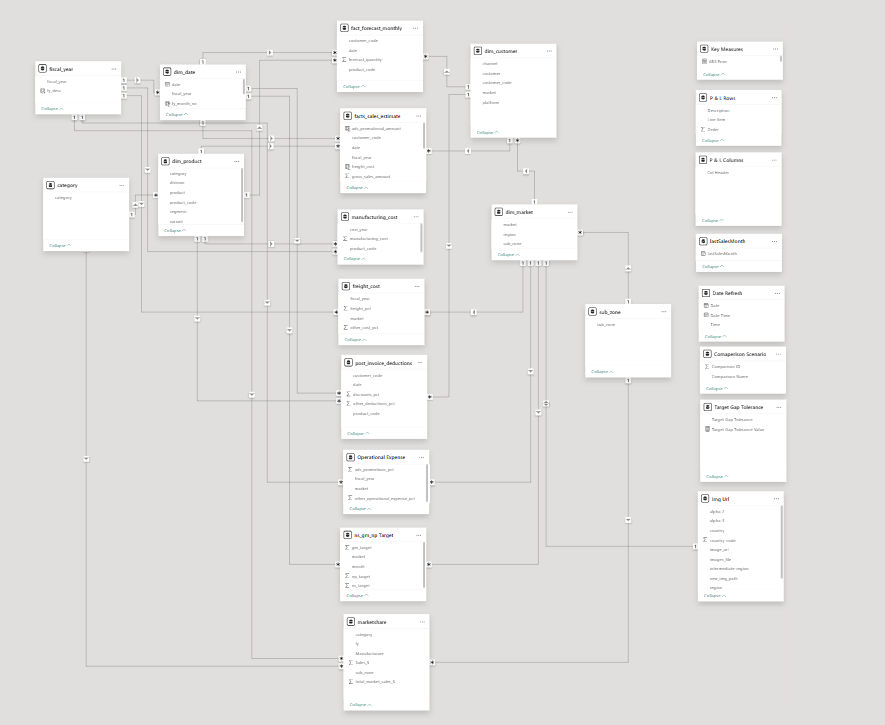 fiscal_year
fiscal_year
fy_desc
Collapse
dim_date
date
fiscal_year
fy_month_no
Collapse
dim_product
category
division
product
product_code
segment
variant
Collapse
category
category
Collapse
fact_forecast_monthly
customer_code
date
forecast_quantity
product_code
Collapse
facts_sales_estimate
ads_promotional_amount
customer_code
date
fiscal_year
freight_cost
gross_sales_amount
Collapse
manufacturing_cost
cost_year
manufacturing_cost
product_code
Collapse
freight_cost
fiscal_year
freight_pct
market
other_cost_pct
Collapse
post_invoice_deductions
customer_code
date
discounts_pct
other_deductions_pct
product_code
Collapse
Operational Expense
ads_promotions_pct
fiscal_year
market
other_operational_expense_pct
Collapse
ns_gm_np Target
gm_target
market
month
np_target
ns_target
Collapse
marketshare
category
fy
Manufacturer
Sales_$
sub_zone
total_market_sales_$
Collapse
dim_customer
channel
customer
customer_code
market
platform
Collapse
dim_market
market
region
sub_zone
Collapse
sub_zone
sub_zone
Collapse
Key Measures
Collapse
P & L Rows
Description
Line Item
Order
Collapse
P & L Columns
Col Header
Collapse
lastSalesMonth
lastSalesMonth
Collapse
Date Refresh
Date
Date Time
Time
Collapse
Comaperison Scenario
Comparison ID
Comparison Name
Collapse
Target Gap Tolerance
Target Gap Tolerance
Target Gap Tolerance Value
Collapse
Img Url
alpha-2
alpha-3
country
country-code
image_url
images_file
intermediate-region
new_img_path
region
Collapse